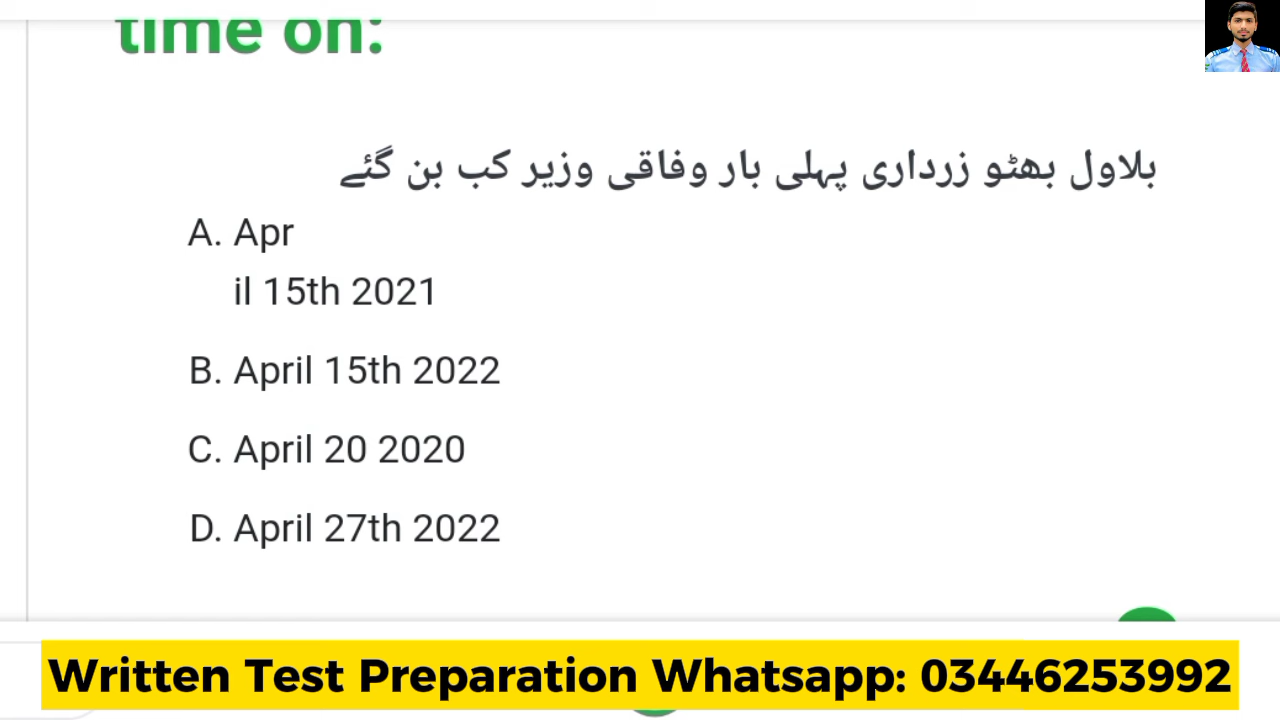 time on:
بلاول بھٹو زرداری پہلی بار وفاقی وزیر کب بن گئے
A. Apr
il 15th 2021
B. April 15th 2022
C. April 20 2020
D. April 27th 2022
Written Test Preparation Whatsapp: 03446253992